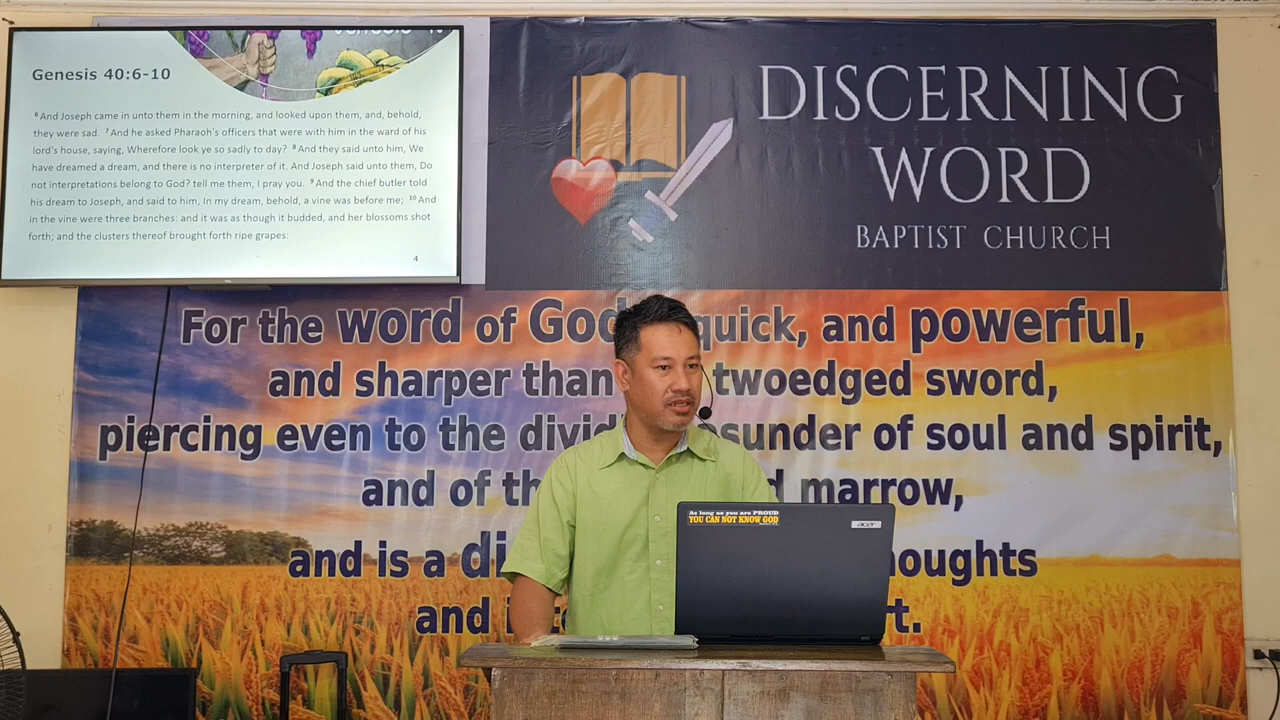 Genesis 40:6-10
6 And Joseph came in unto them in the morning, and looked upon them, and, behold,
they were sad. 7 And he asked Pharaoh's officers that were with him in the ward of his
lord's house, saying, Wherefore look ye so sadly to day? 8 And they said unto him, We
have dreamed a dream, and there is no interpreter of it. And Joseph said unto them, Do
not interpretations belong to God? tell me them, I pray you. 9 And the chief butler told
his dream to Joseph, and said to him, In my dream, behold, a vine was before me; 10 And
in the vine were three branches: and it was as though it budded, and her blossoms shot
forth; and the clusters thereof brought forth ripe grapes:
4
DISCERNING
WORD
BAPTIST CHURCH
For the word of God quick, and powerful,
and sharper than twoedged sword,
piercing even to the divid asunder of soul and spirit,
and of th d marrow,
and is a di houghts
and i rt.
As long as you are PROUD
YOU CAN NOT KNOW GOD
acer